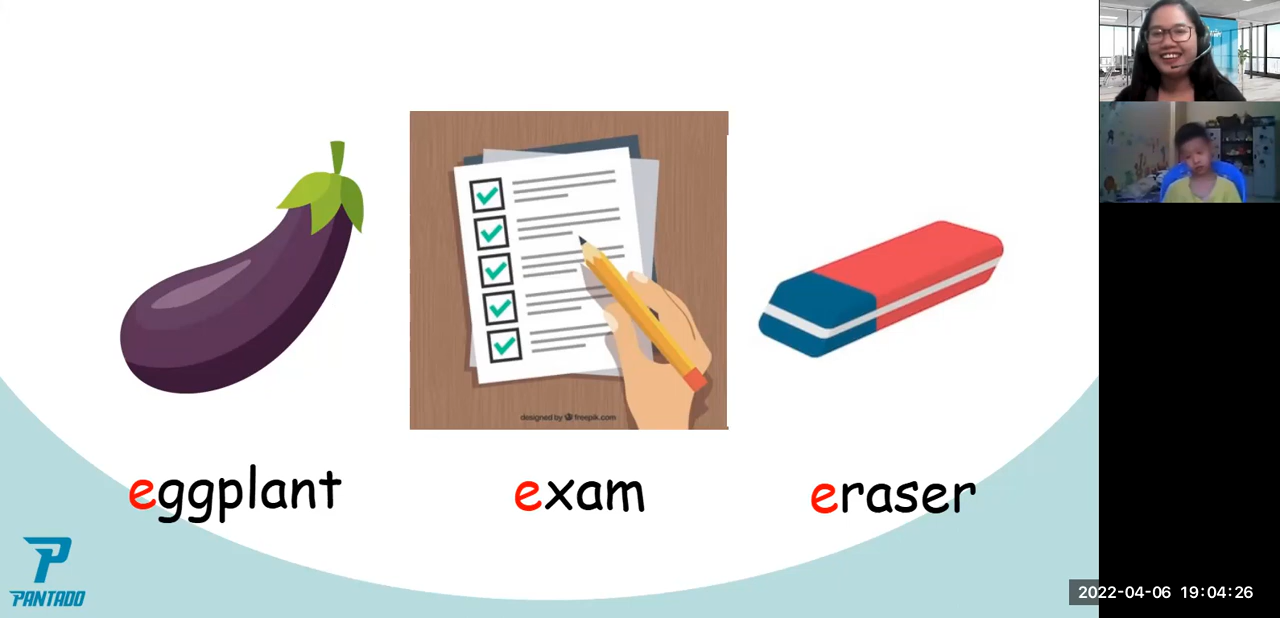 designed by freepik.com
eggplant
exam
eraser
PANTADO
2022-04-06 19:04:26